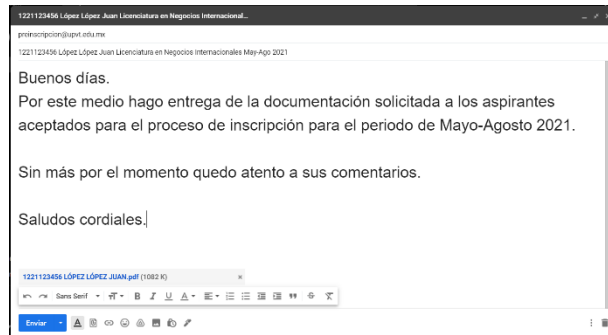 1221123456 López López Juan Licenciatura en Negocios Internacional...
preinscripcion@upvt.edu.mx
1221123456 López López Juan Licenciatura en Negocios Internacionales May-Ago 2021
Buenos días.
Por este medio hago entrega de la documentación solicitada a los aspirantes
aceptados para el proceso de inscripción para el periodo de Mayo-Agosto 2021.
Sin más por el momento quedo atento a sus comentarios.
Saludos cordiales.
1221123456 LÓPEZ LÓPEZ JUAN.pdf (1082 K)
Sans Serif
Enviar